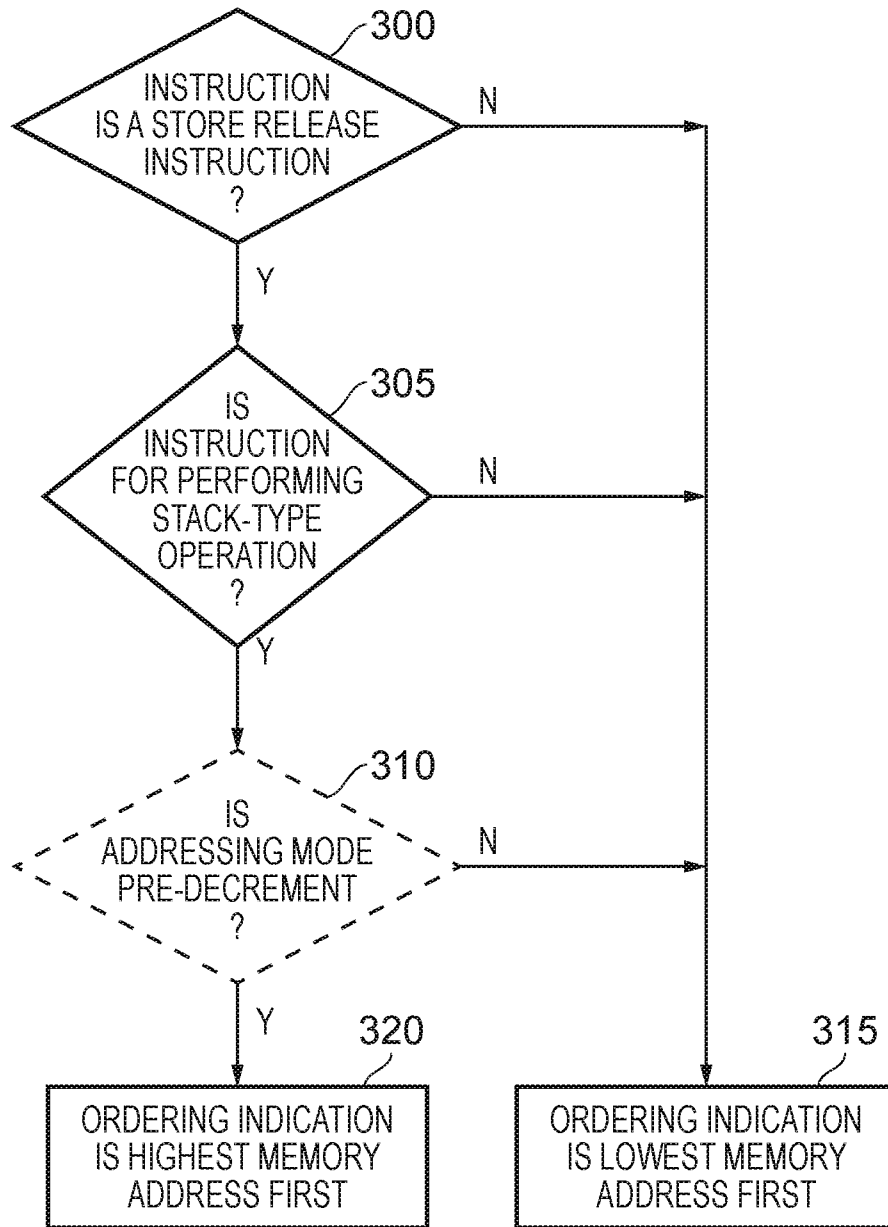 300
INSTRUCTION
IS A STORE RELEASE
INSTRUCTION
?
N
Y
305
IS
INSTRUCTION
FOR PERFORMING
STACK-TYPE
OPERATION
?
N
Y
310
IS
ADDRESSING MODE
PRE-DECREMENT
?
N
Y
320
ORDERING INDICATION
IS HIGHEST MEMORY
ADDRESS FIRST
315
ORDERING INDICATION
IS LOWEST MEMORY
ADDRESS FIRST